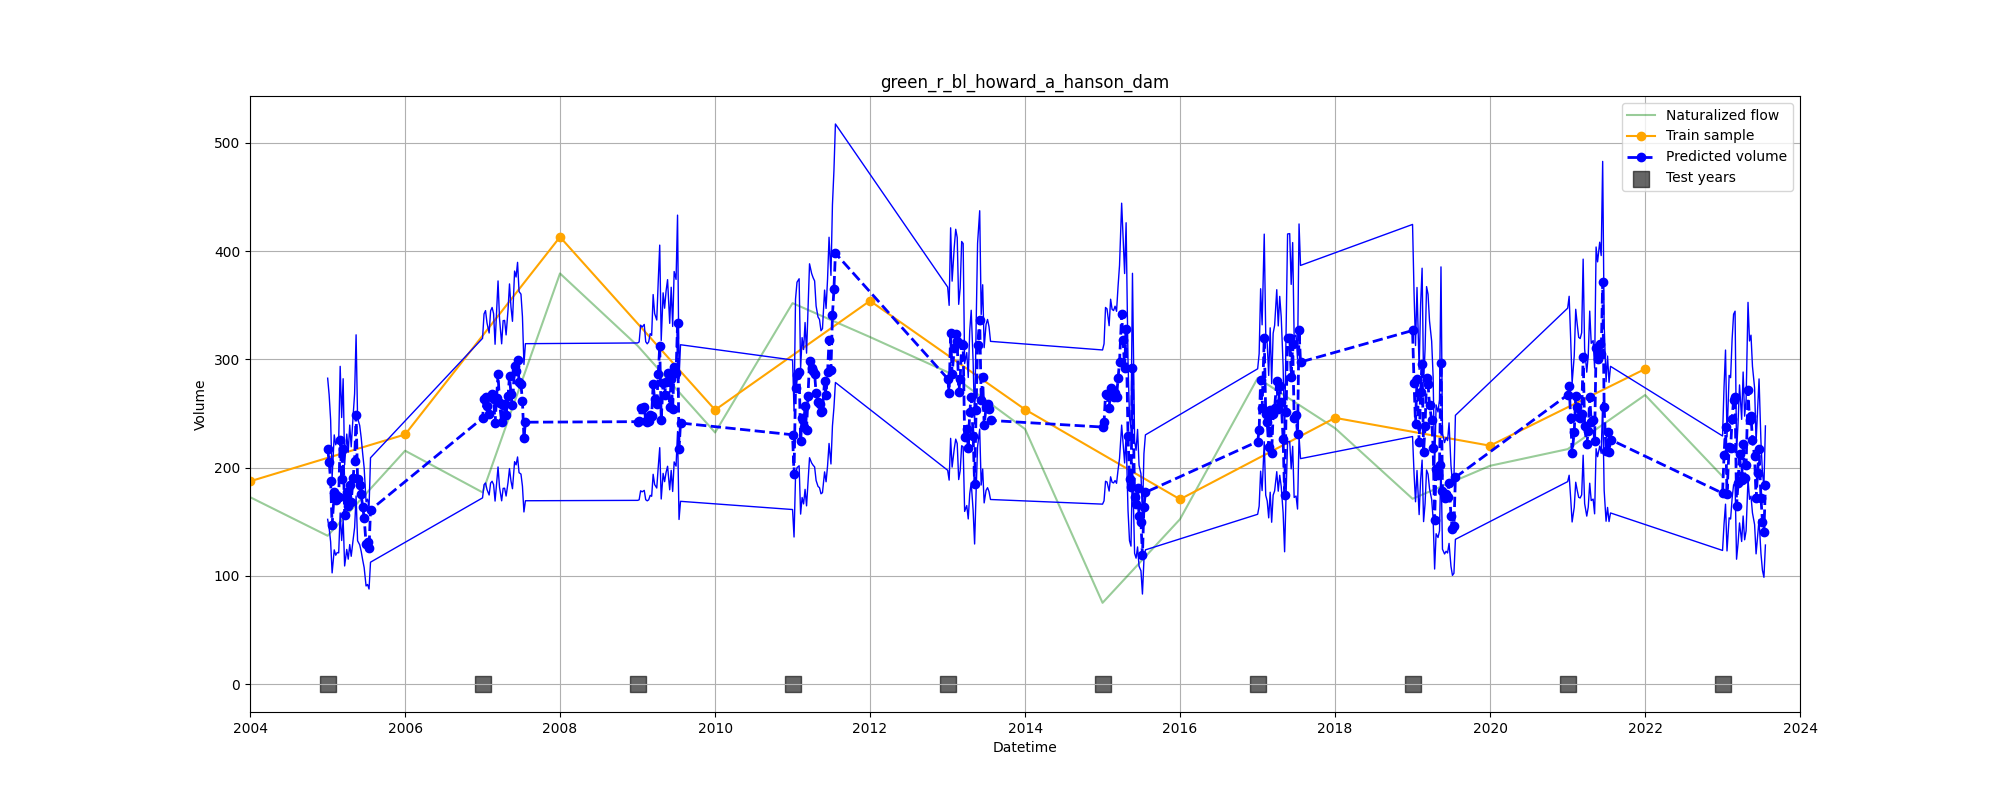 green_r_bl_howard_a_hanson_dam
Naturalized flow
Train sample
Predicted volume
Test years
Volume
500
400
300
200
100
0
2004 2006 2008 2010 2012 2014 2016 2018 2020 2022 2024
Datetime